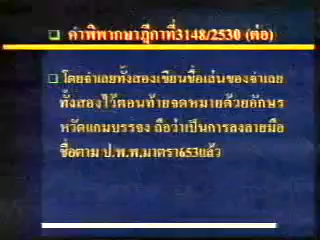 คำพิพากษาฎีกาที่3148/2530 (ต่อ)
โดยจำเลยทั้งสองเขียนชื่อเล่นของจำเลย
ทั้งสองไว้ตอนท้ายจดหมายด้วยอักษร
หวัดแกมบรรจง ถือว่าเป็นการลงลายมือ
ชื่อตาม ป.พ.พ.มาตรา653แล้ว